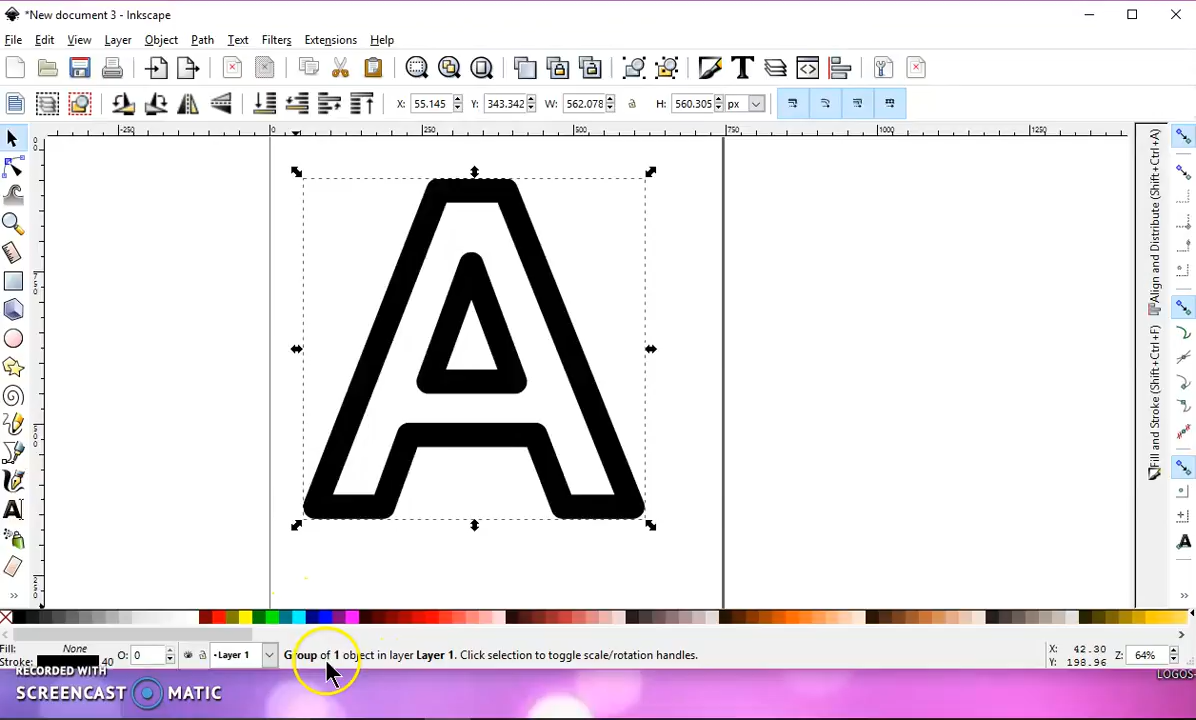 *New document 3 - Inkscape
File Edit View Layer Object Path Text Filters Extensions Help
X: 55.145 Y: 343.342 W: 562.078 H: 560.305 px
-250 0 250 500 750 1000 1250
A
Align and Distribute (Shift+Ctrl+A)
Fill and Stroke (Shift+Ctrl+F)
Fill: None
Stroke: 40 O: 0 •Layer 1 Group of 1 object in layer Layer 1. Click selection to toggle scale/rotation handles. X: 42.30 Y: 198.96 Z: 64%
RECORDED WITH
SCREENCAST MATIC
LOGOS-